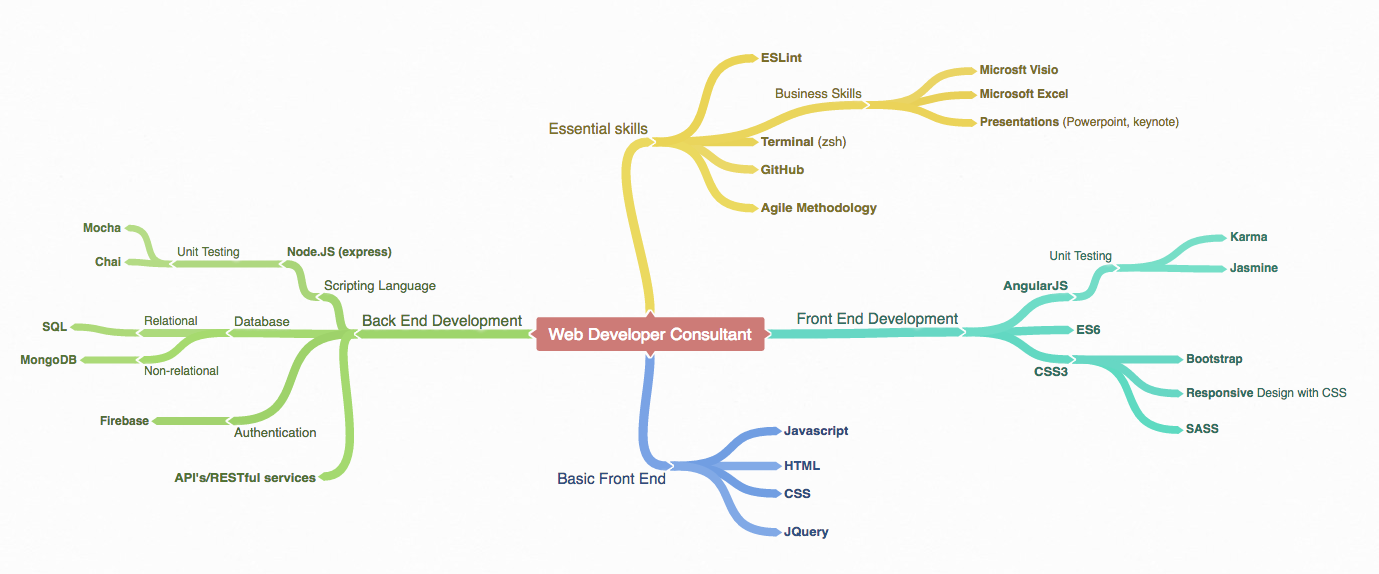 ESLint
Business Skills
Microsft Visio
Microsoft Excel
Presentations (Powerpoint, keynote)
Essential skills
Terminal (zsh)
GitHub
Agile Methodology
Mocha
Chai
Unit Testing
Node.JS (express)
Scripting Language
SQL
Relational
Database
MongoDB
Non-relational
Firebase
Authentication
API's/RESTful services
Back End Development
Web Developer Consultant
Front End Development
AngularJS
Unit Testing
Karma
Jasmine
ES6
CSS3
Bootstrap
Responsive Design with CSS
SASS
Basic Front End
Javascript
HTML
CSS
JQuery